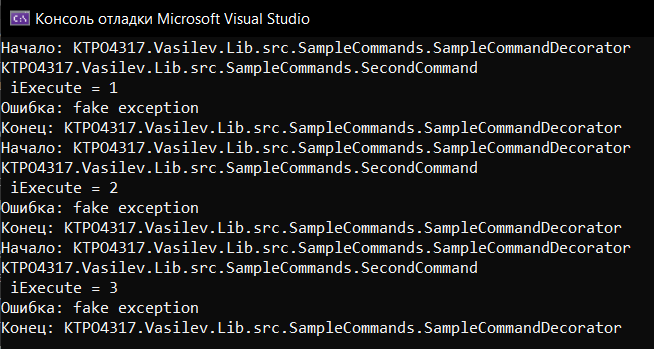 C:\ Консоль отладки Microsoft Visual Studio
Начало: KTPO4317.Vasilev.Lib.src.SampleCommands.SampleCommandDecorator
KTPO4317.Vasilev.Lib.src.SampleCommands.SecondCommand
 iExecute = 1
Ошибка: fake exception
Конец: KTPO4317.Vasilev.Lib.src.SampleCommands.SampleCommandDecorator
Начало: KTPO4317.Vasilev.Lib.src.SampleCommands.SampleCommandDecorator
KTPO4317.Vasilev.Lib.src.SampleCommands.SecondCommand
 iExecute = 2
Ошибка: fake exception
Конец: KTPO4317.Vasilev.Lib.src.SampleCommands.SampleCommandDecorator
Начало: KTPO4317.Vasilev.Lib.src.SampleCommands.SampleCommandDecorator
KTPO4317.Vasilev.Lib.src.SampleCommands.SecondCommand
 iExecute = 3
Ошибка: fake exception
Конец: KTPO4317.Vasilev.Lib.src.SampleCommands.SampleCommandDecorator